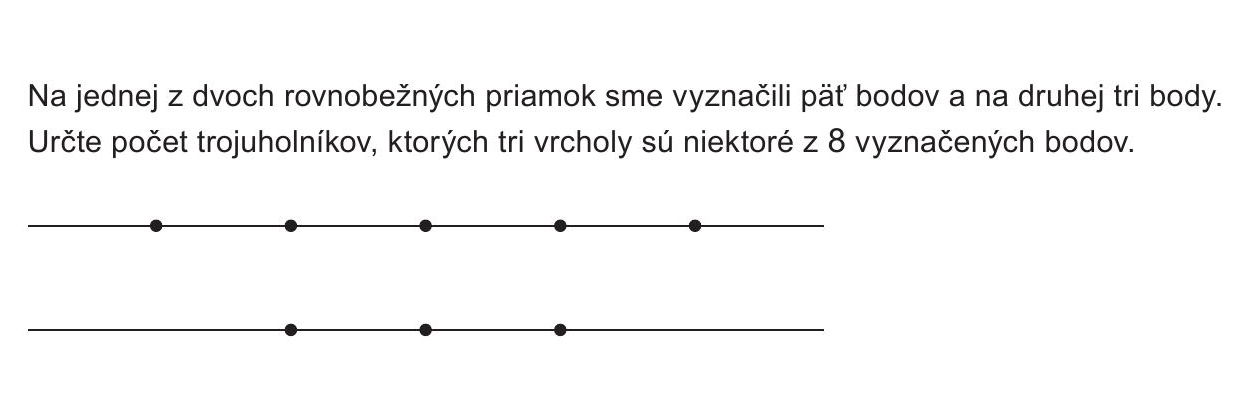 Na jednej z dvoch rovnobežných priamok sme vyznačili päť bodov a na druhej tri body.
Určte počet trojuholníkov, ktorých tri vrcholy sú niektoré z 8 vyznačených bodov.